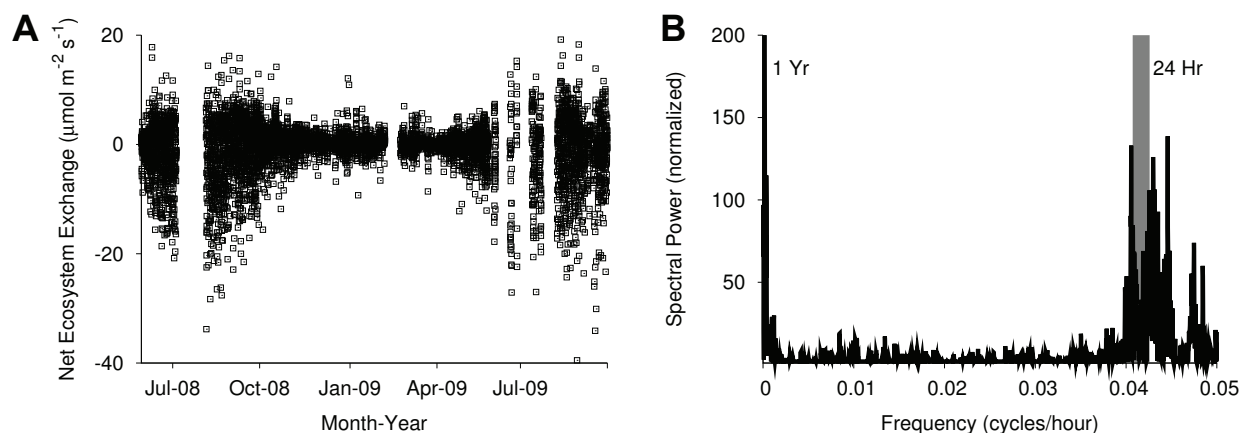 A
Net Ecosystem Exchange (μmol m⁻² s⁻¹)
20
0
-20
-40
Jul-08 Oct-08 Jan-09 Apr-09 Jul-09
Month-Year
B
Spectral Power (normalized)
200
150
100
50
1 Yr
24 Hr
0 0.01 0.02 0.03 0.04 0.05
Frequency (cycles/hour)